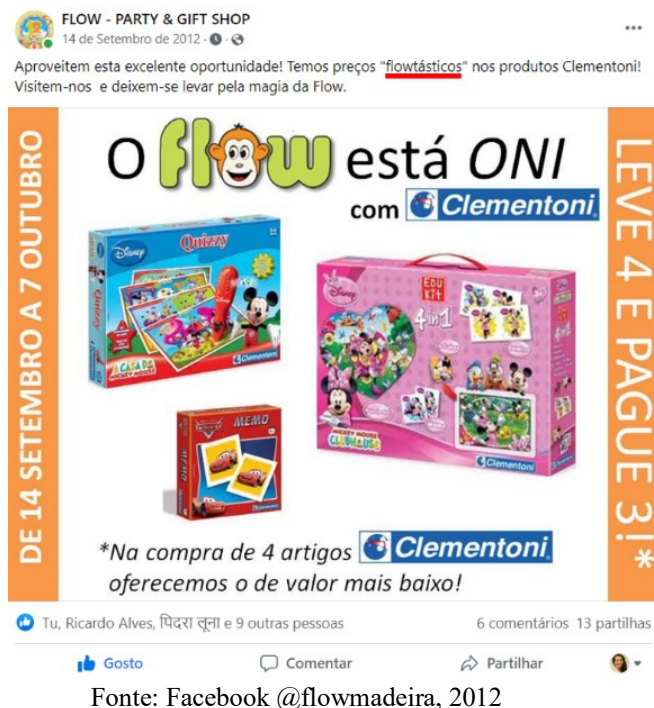 FLOW - PARTY & GIFT SHOP
14 de Setembro de 2012 ·
Aproveitem esta excelente oportunidade! Temos preços "flowtásticos" nos produtos Clementoni!
Visitem-nos e deixem-se levar pela magia da Flow.
DE 14 SETEMBRO A 7 OUTUBRO
O flow está ONI
com Clementoni
LEVE 4 E PAGUE 3!*
Disney
Quizzy
A CASA DO
MICKEY MOUSE
Clementoni
Disney
EDU
KIT
4 in 1
MICKEY MOUSE
CLUBHOUSE
Clementoni
MEMO
MEMO
Clementoni
*Na compra de 4 artigos Clementoni
oferecemos o de valor mais baixo!
Tu, Ricardo Alves, पिदरा लूना e 9 outras pessoas
6 comentários 13 partilhas
Gosto
Comentar
Partilhar
Fonte: Facebook @flowmadeira, 2012